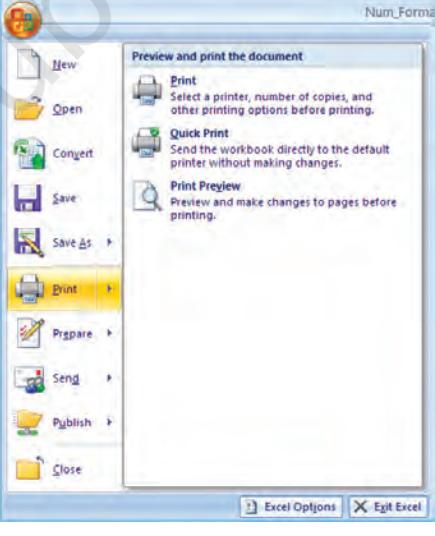 Num_Forma
New
Open
Convert
Save
Save As
Print
Prepare
Send
Publish
Close
Preview and print the document
Print
Select a printer, number of copies, and
other printing options before printing.
Quick Print
Send the workbook directly to the default
printer without making changes.
Print Preview
Preview and make changes to pages before
printing.
Excel Options
Exit Excel